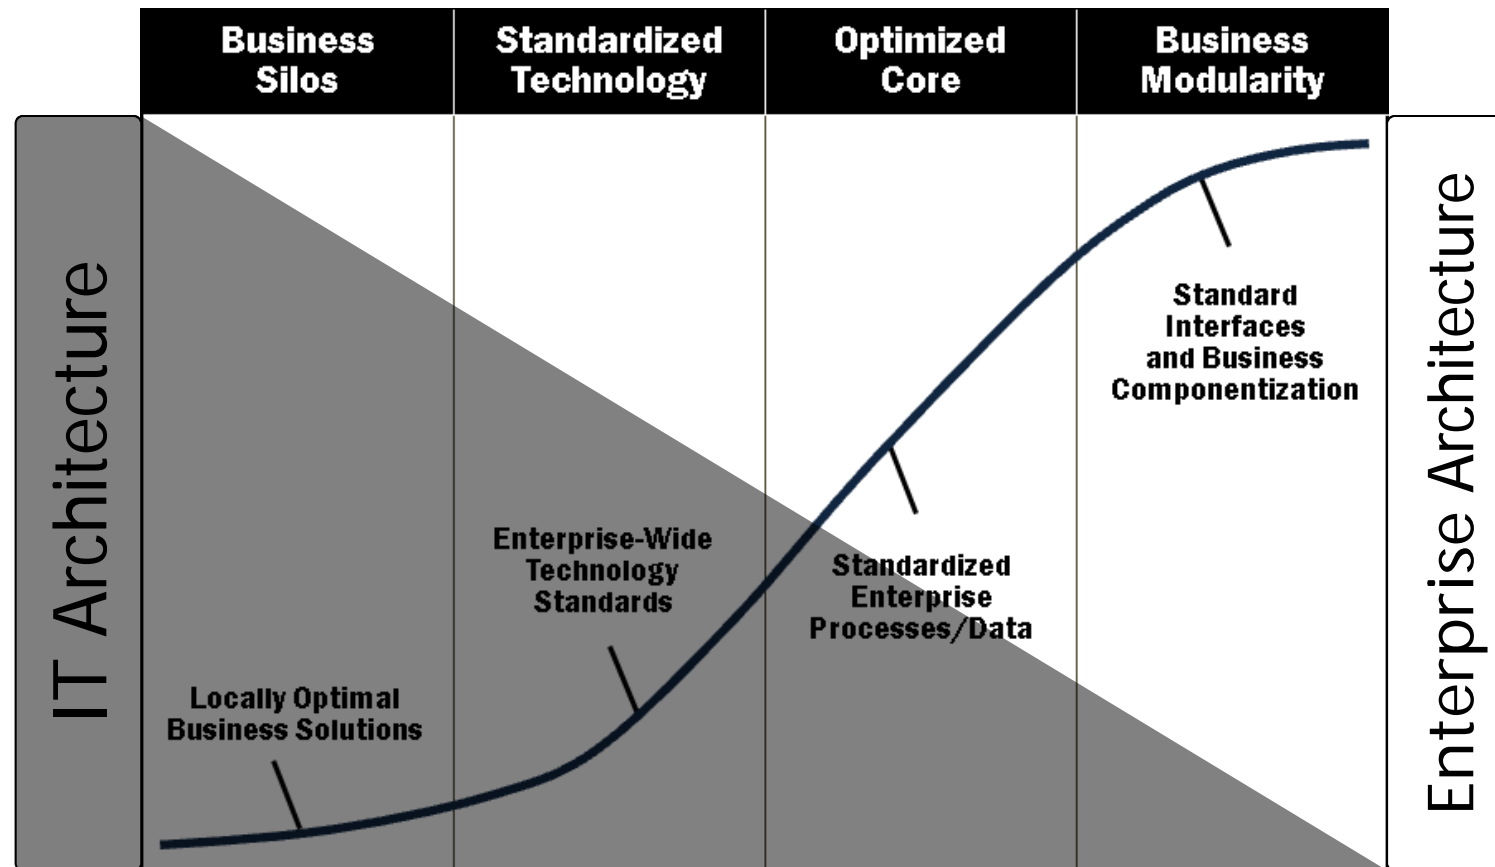 Business
Silos
Standardized
Technology
Optimized
Core
Business
Modularity
IT Architecture
Locally Optimal
Business Solutions
Enterprise-Wide
Technology
Standards
Standardized
Enterprise
Processes/Data
Standard
Interfaces
and Business
Componentization
Enterprise Architecture